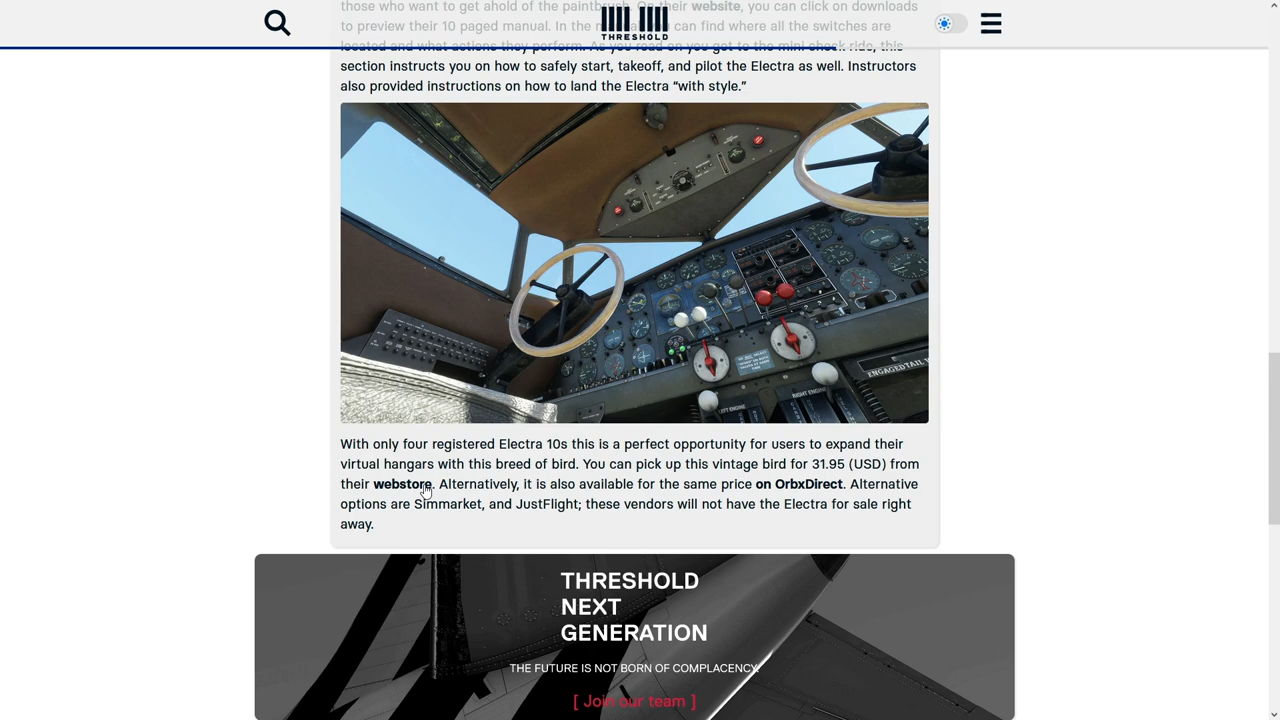 those who want to get ahold of the paintbrush. On their website, you can click on downloads
to preview their 10 paged manual. In the manual you can find where all the switches are
located and what actions they perform. As you read on you get to the mini check ride, this
THRESHOLD
section instructs you on how to safely start, takeoff, and pilot the Electra as well. Instructors
also provided instructions on how to land the Electra “with style.”
ENGAGED TAIL
LEFT ENGINE
RIGHT ENGINE
With only four registered Electra 10s this is a perfect opportunity for users to expand their
virtual hangars with this breed of bird. You can pick up this vintage bird for 31.95 (USD) from
their webstore. Alternatively, it is also available for the same price on OrbxDirect. Alternative
options are Simmarket, and JustFlight; these vendors will not have the Electra for sale right
away.
THRESHOLD
NEXT
GENERATION
THE FUTURE IS NOT BORN OF COMPLACENCY.
[ Join our team ]